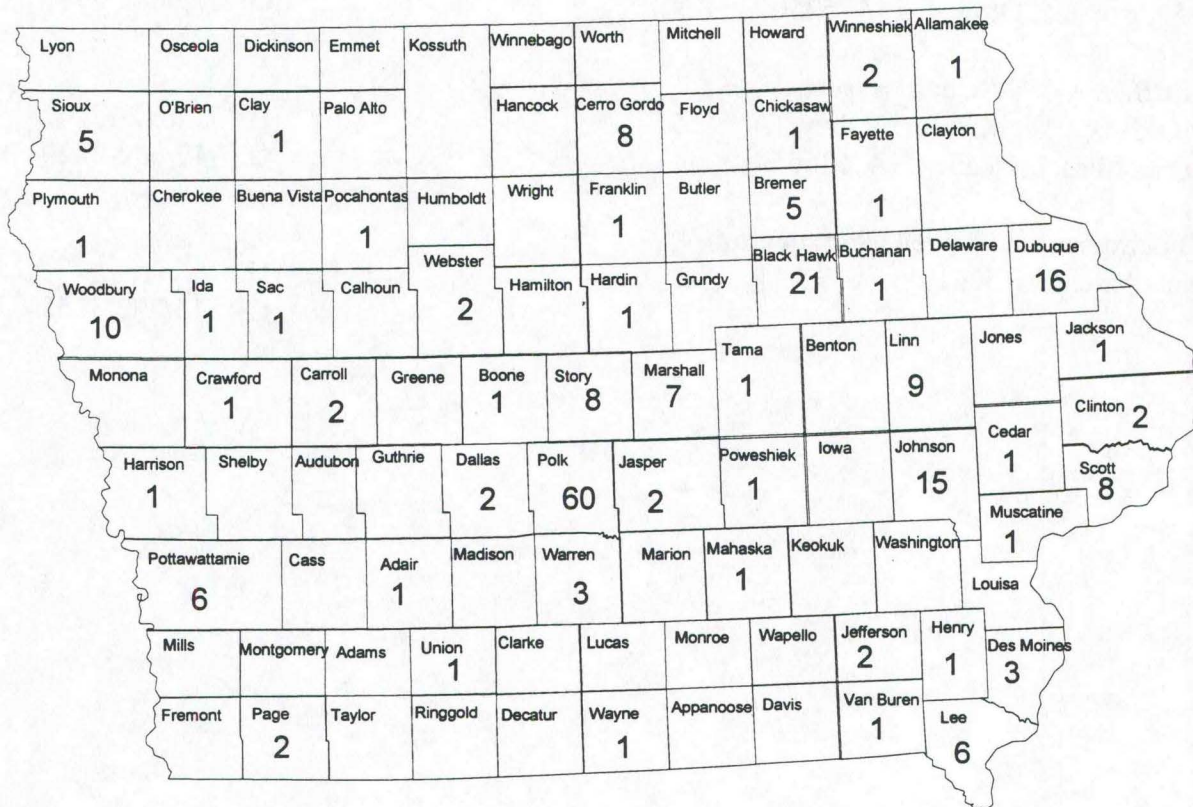 Lyon
Osceola
Dickinson
Emmet
Kossuth
Winnebago
Worth
Mitchell
Howard
Winneshiek
2
Allamakee
1
Sioux
5
O'Brien
Clay
1
Palo Alto
Hancock
Cerro Gordo
8
Floyd
Chickasaw
1
Fayette
1
Clayton
Plymouth
1
Cherokee
Buena Vista
Pocahontas
1
Humboldt
Wright
Franklin
1
Butler
Bremer
5
Woodbury
10
Ida
1
Sac
1
Calhoun
Webster
2
Hamilton
Hardin
1
Grundy
Black Hawk
21
Buchanan
1
Delaware
Dubuque
16
Monona
Crawford
1
Carroll
2
Greene
Boone
1
Story
8
Marshall
7
Tama
1
Benton
Linn
9
Jones
Jackson
1
Clinton
2
Harrison
1
Shelby
Audubon
Guthrie
Dallas
2
Polk
60
Jasper
2
Poweshiek
1
Iowa
Johnson
15
Cedar
1
Scott
8
Muscatine
1
Pottawattamie
6
Cass
Adair
1
Madison
Warren
3
Marion
Mahaska
1
Keokuk
Washington
Louisa
Mills
Montgomery
Adams
Union
1
Clarke
Lucas
Monroe
Wapello
Jefferson
2
Henry
1
Des Moines
3
Fremont
Page
2
Taylor
Ringgold
Decatur
Wayne
1
Appanoose
Davis
Van Buren
1
Lee
6